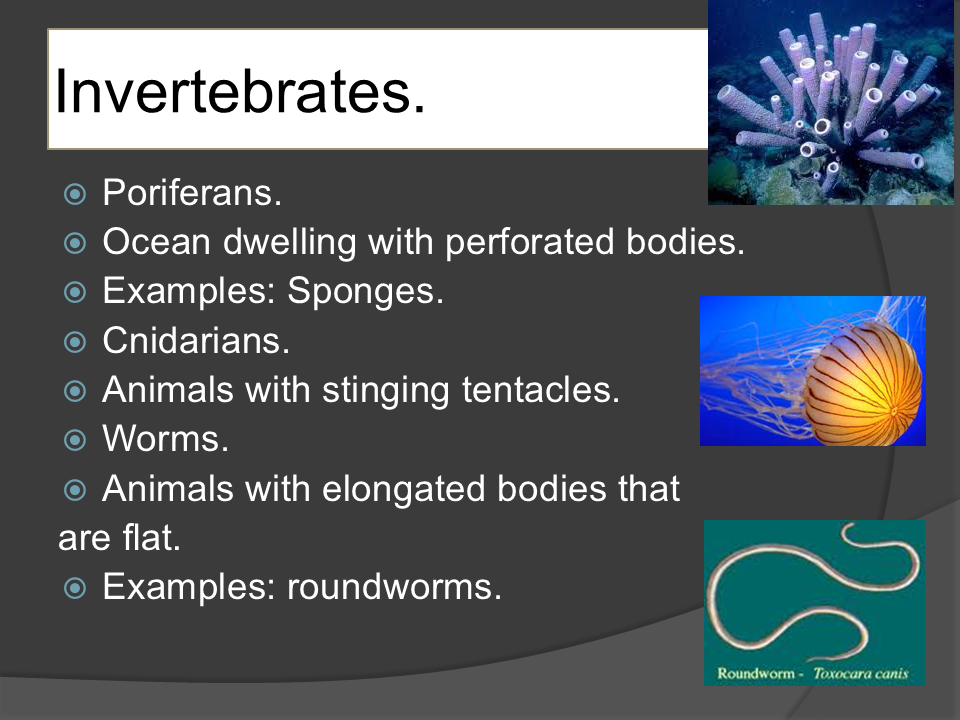 Invertebrates.
Poriferans.
Ocean dwelling with perforated bodies.
Examples: Sponges.
Cnidarians.
Animals with stinging tentacles.
Worms.
Animals with elongated bodies that
are flat.
Examples: roundworms.
Roundworm - Toxocara canis